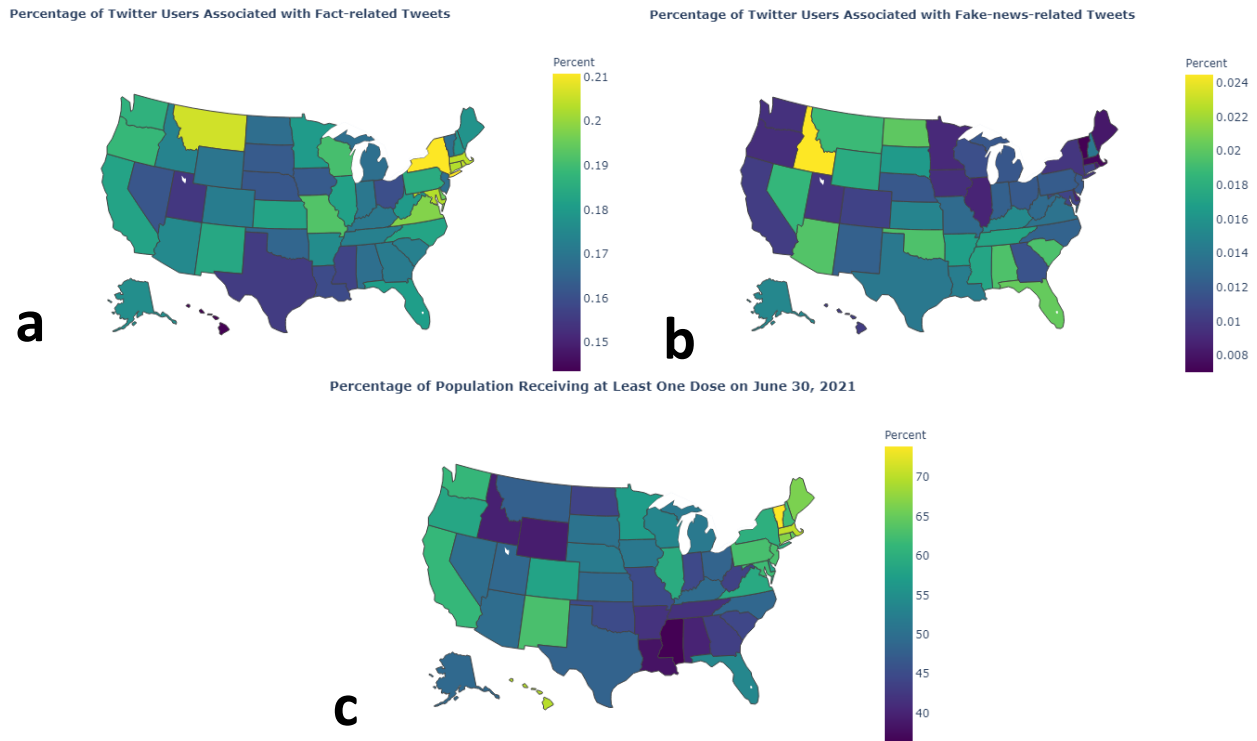 Percentage of Twitter Users Associated with Fact-related Tweets
Percent
0.21
0.2
0.19
0.18
0.17
0.16
0.15
a
Percentage of Twitter Users Associated with Fake-news-related Tweets
Percent
0.024
0.022
0.02
0.018
0.016
0.014
0.012
0.01
0.008
b
Percentage of Population Receiving at Least One Dose on June 30, 2021
Percent
70
65
60
55
50
45
40
c